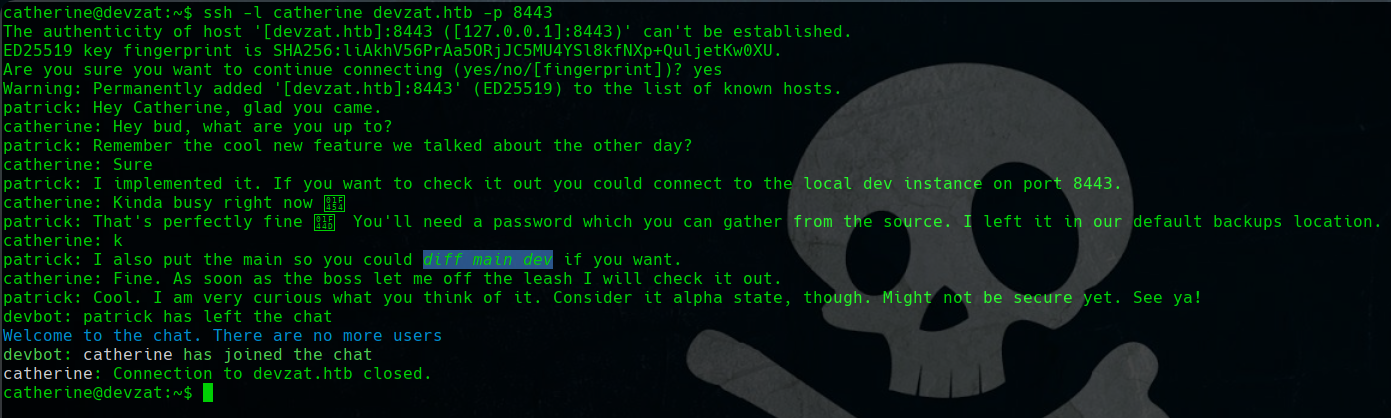 catherine@devzat:~$ ssh -l catherine devzat.htb -p 8443
The authenticity of host '[devzat.htb]:8443 ([127.0.0.1]:8443)' can't be established.
ED25519 key fingerprint is SHA256:liAkhV56PrAa5ORjJC5MU4YSl8kfNXp+QuljetKw0XU.
Are you sure you want to continue connecting (yes/no/[fingerprint])? yes
Warning: Permanently added '[devzat.htb]:8443' (ED25519) to the list of known hosts.
patrick: Hey Catherine, glad you came.
catherine: Hey bud, what are you up to?
patrick: Remember the cool new feature we talked about the other day?
catherine: Sure
patrick: I implemented it. If you want to check it out you could connect to the local dev instance on port 8443.
catherine: Kinda busy right now
patrick: That's perfectly fine You'll need a password which you can gather from the source. I left it in our default backups location.
catherine: k
patrick: I also put the main so you could diff main dev if you want.
catherine: Fine. As soon as the boss let me off the leash I will check it out.
patrick: Cool. I am very curious what you think of it. Consider it alpha state, though. Might not be secure yet. See ya!
devbot: patrick has left the chat
Welcome to the chat. There are no more users
devbot: catherine has joined the chat
catherine: Connection to devzat.htb closed.
catherine@devzat:~$